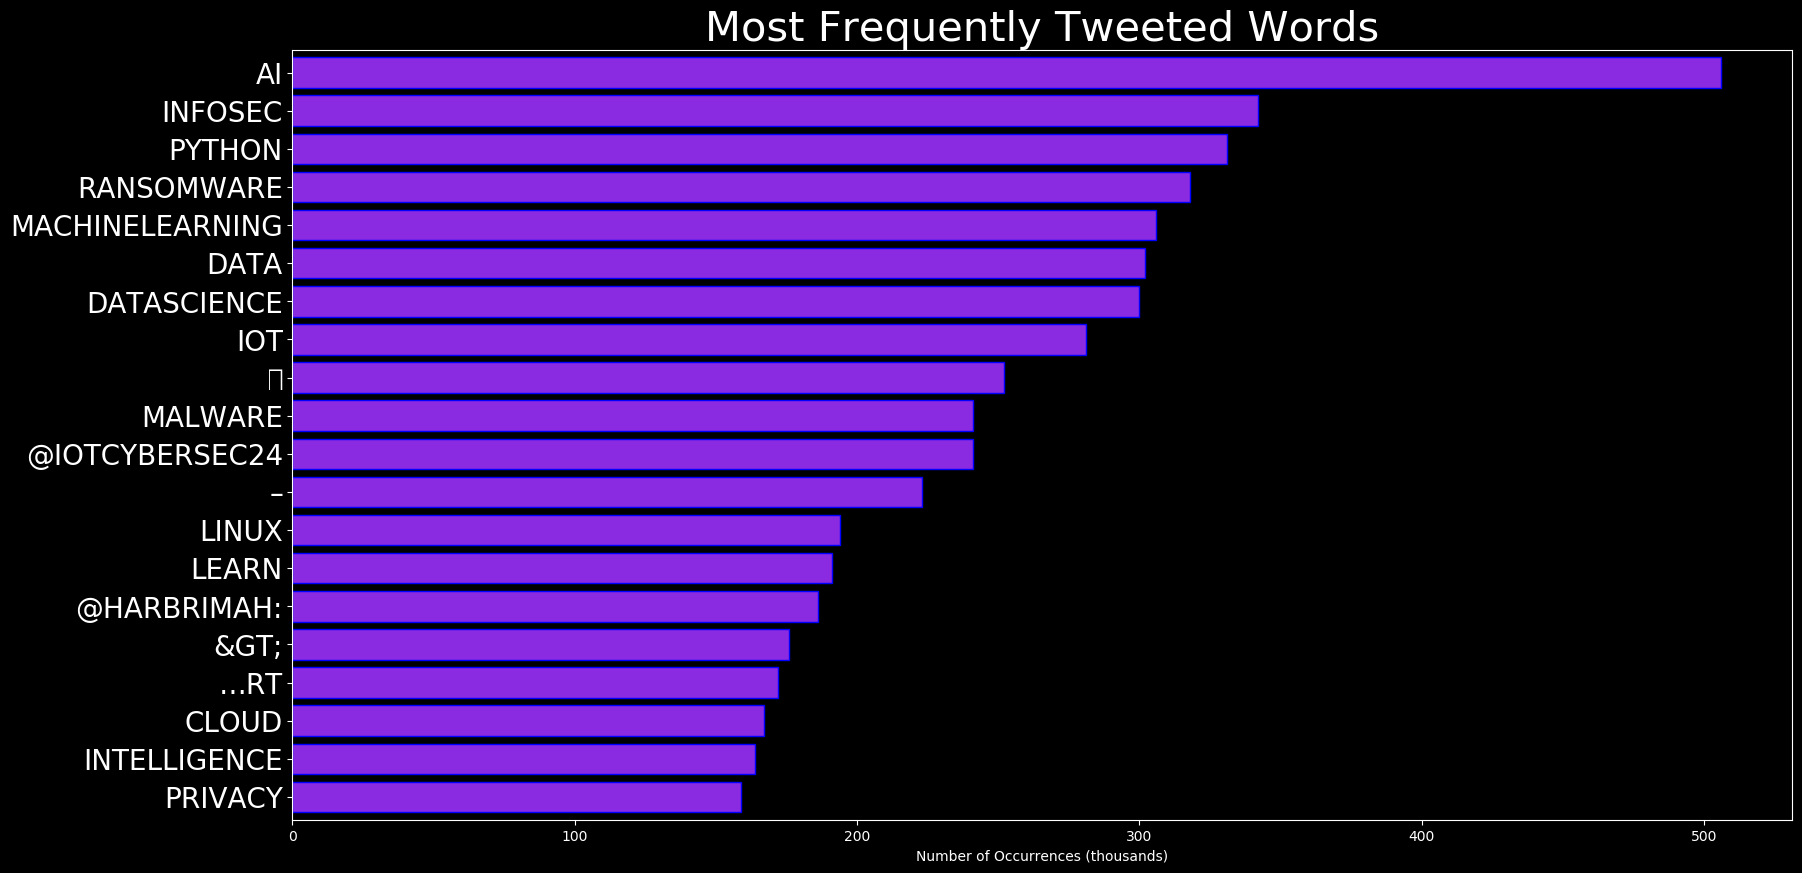 Most Frequently Tweeted Words
AI
INFOSEC
PYTHON
RANSOMWARE
MACHINELEARNING
DATA
DATASCIENCE
IOT
MALWARE
@IOTCYBERSEC24
–
LINUX
LEARN
@HARBRIMAH:
&GT;
…RT
CLOUD
INTELLIGENCE
PRIVACY
0 100 200 300 400 500
Number of Occurrences (thousands)